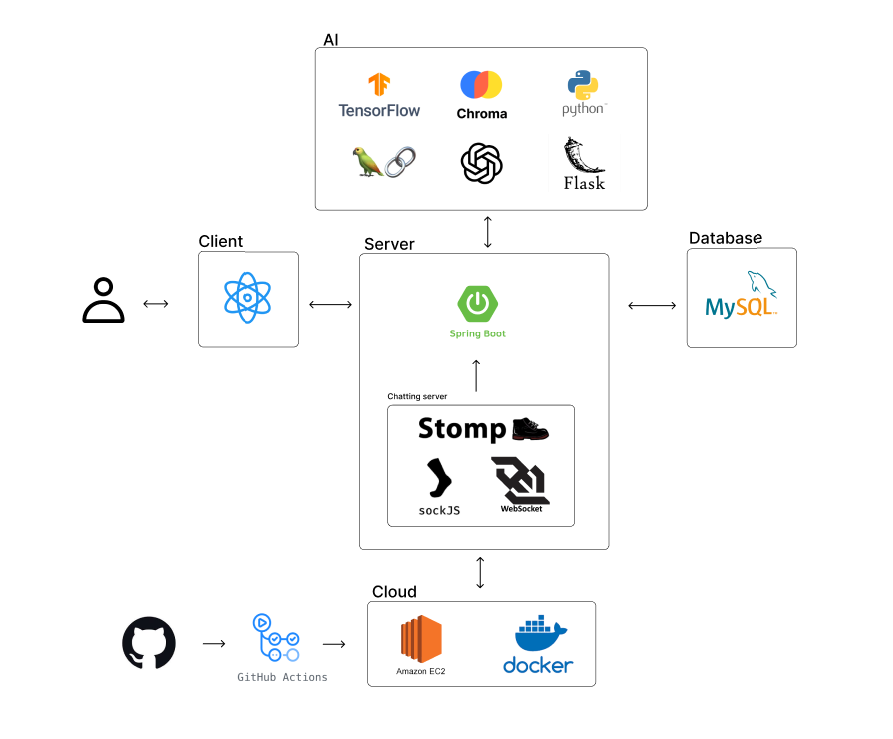 AI
TensorFlow
Chroma
python™
Flask
Client
Server
Database
Spring Boot
MySQL™
Chatting server
Stomp
sockJS
WebSocket
Cloud
Amazon EC2
docker
GitHub Actions